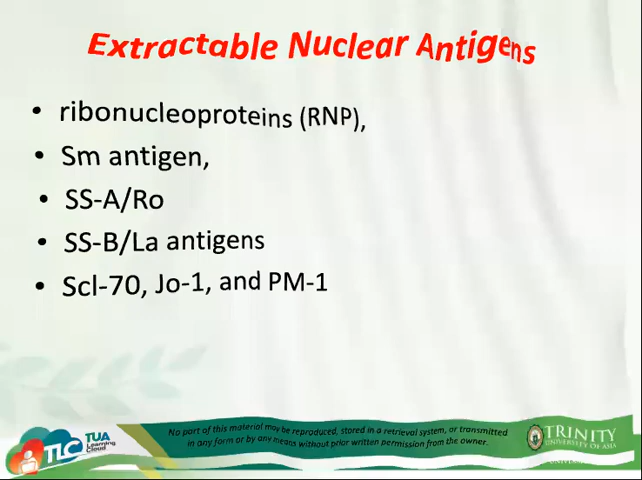 Extractable Nuclear Antigens
• ribonucleoproteins (RNP),
• Sm antigen,
• SS-A/Ro
• SS-B/La antigens
• Scl-70, Jo-1, and PM-1
TLC TUA Learning Cloud
No part of this material may be reproduced, stored in a retrieval system, or transmitted
in any form or by any means without prior written permission from the owner.
TRINITY
UNIVERSITY OF ASIA